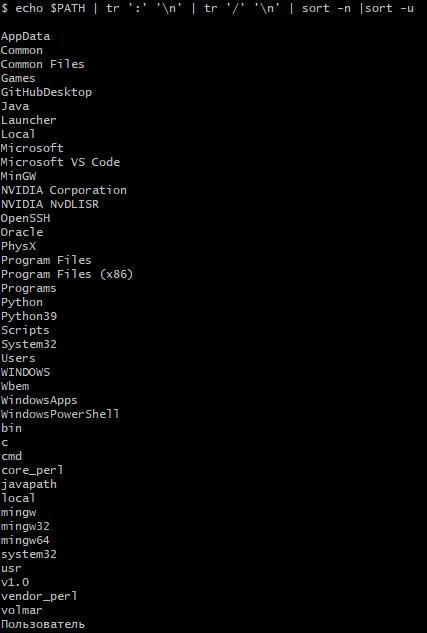 $ echo $PATH | tr ':' '\n' | tr '/' '\n' | sort -n |sort -u
AppData
Common
Common Files
Games
GitHubDesktop
Java
Launcher
Local
Microsoft
Microsoft VS Code
MinGW
NVIDIA Corporation
NVIDIA NvDLISR
OpenSSH
Oracle
PhysX
Program Files
Program Files (x86)
Programs
Python
Python39
Scripts
System32
Users
WINDOWS
Wbem
WindowsApps
WindowsPowerShell
bin
c
cmd
core_perl
javapath
local
mingw
mingw32
mingw64
system32
usr
v1.0
vendor_perl
volmar
Пользователь